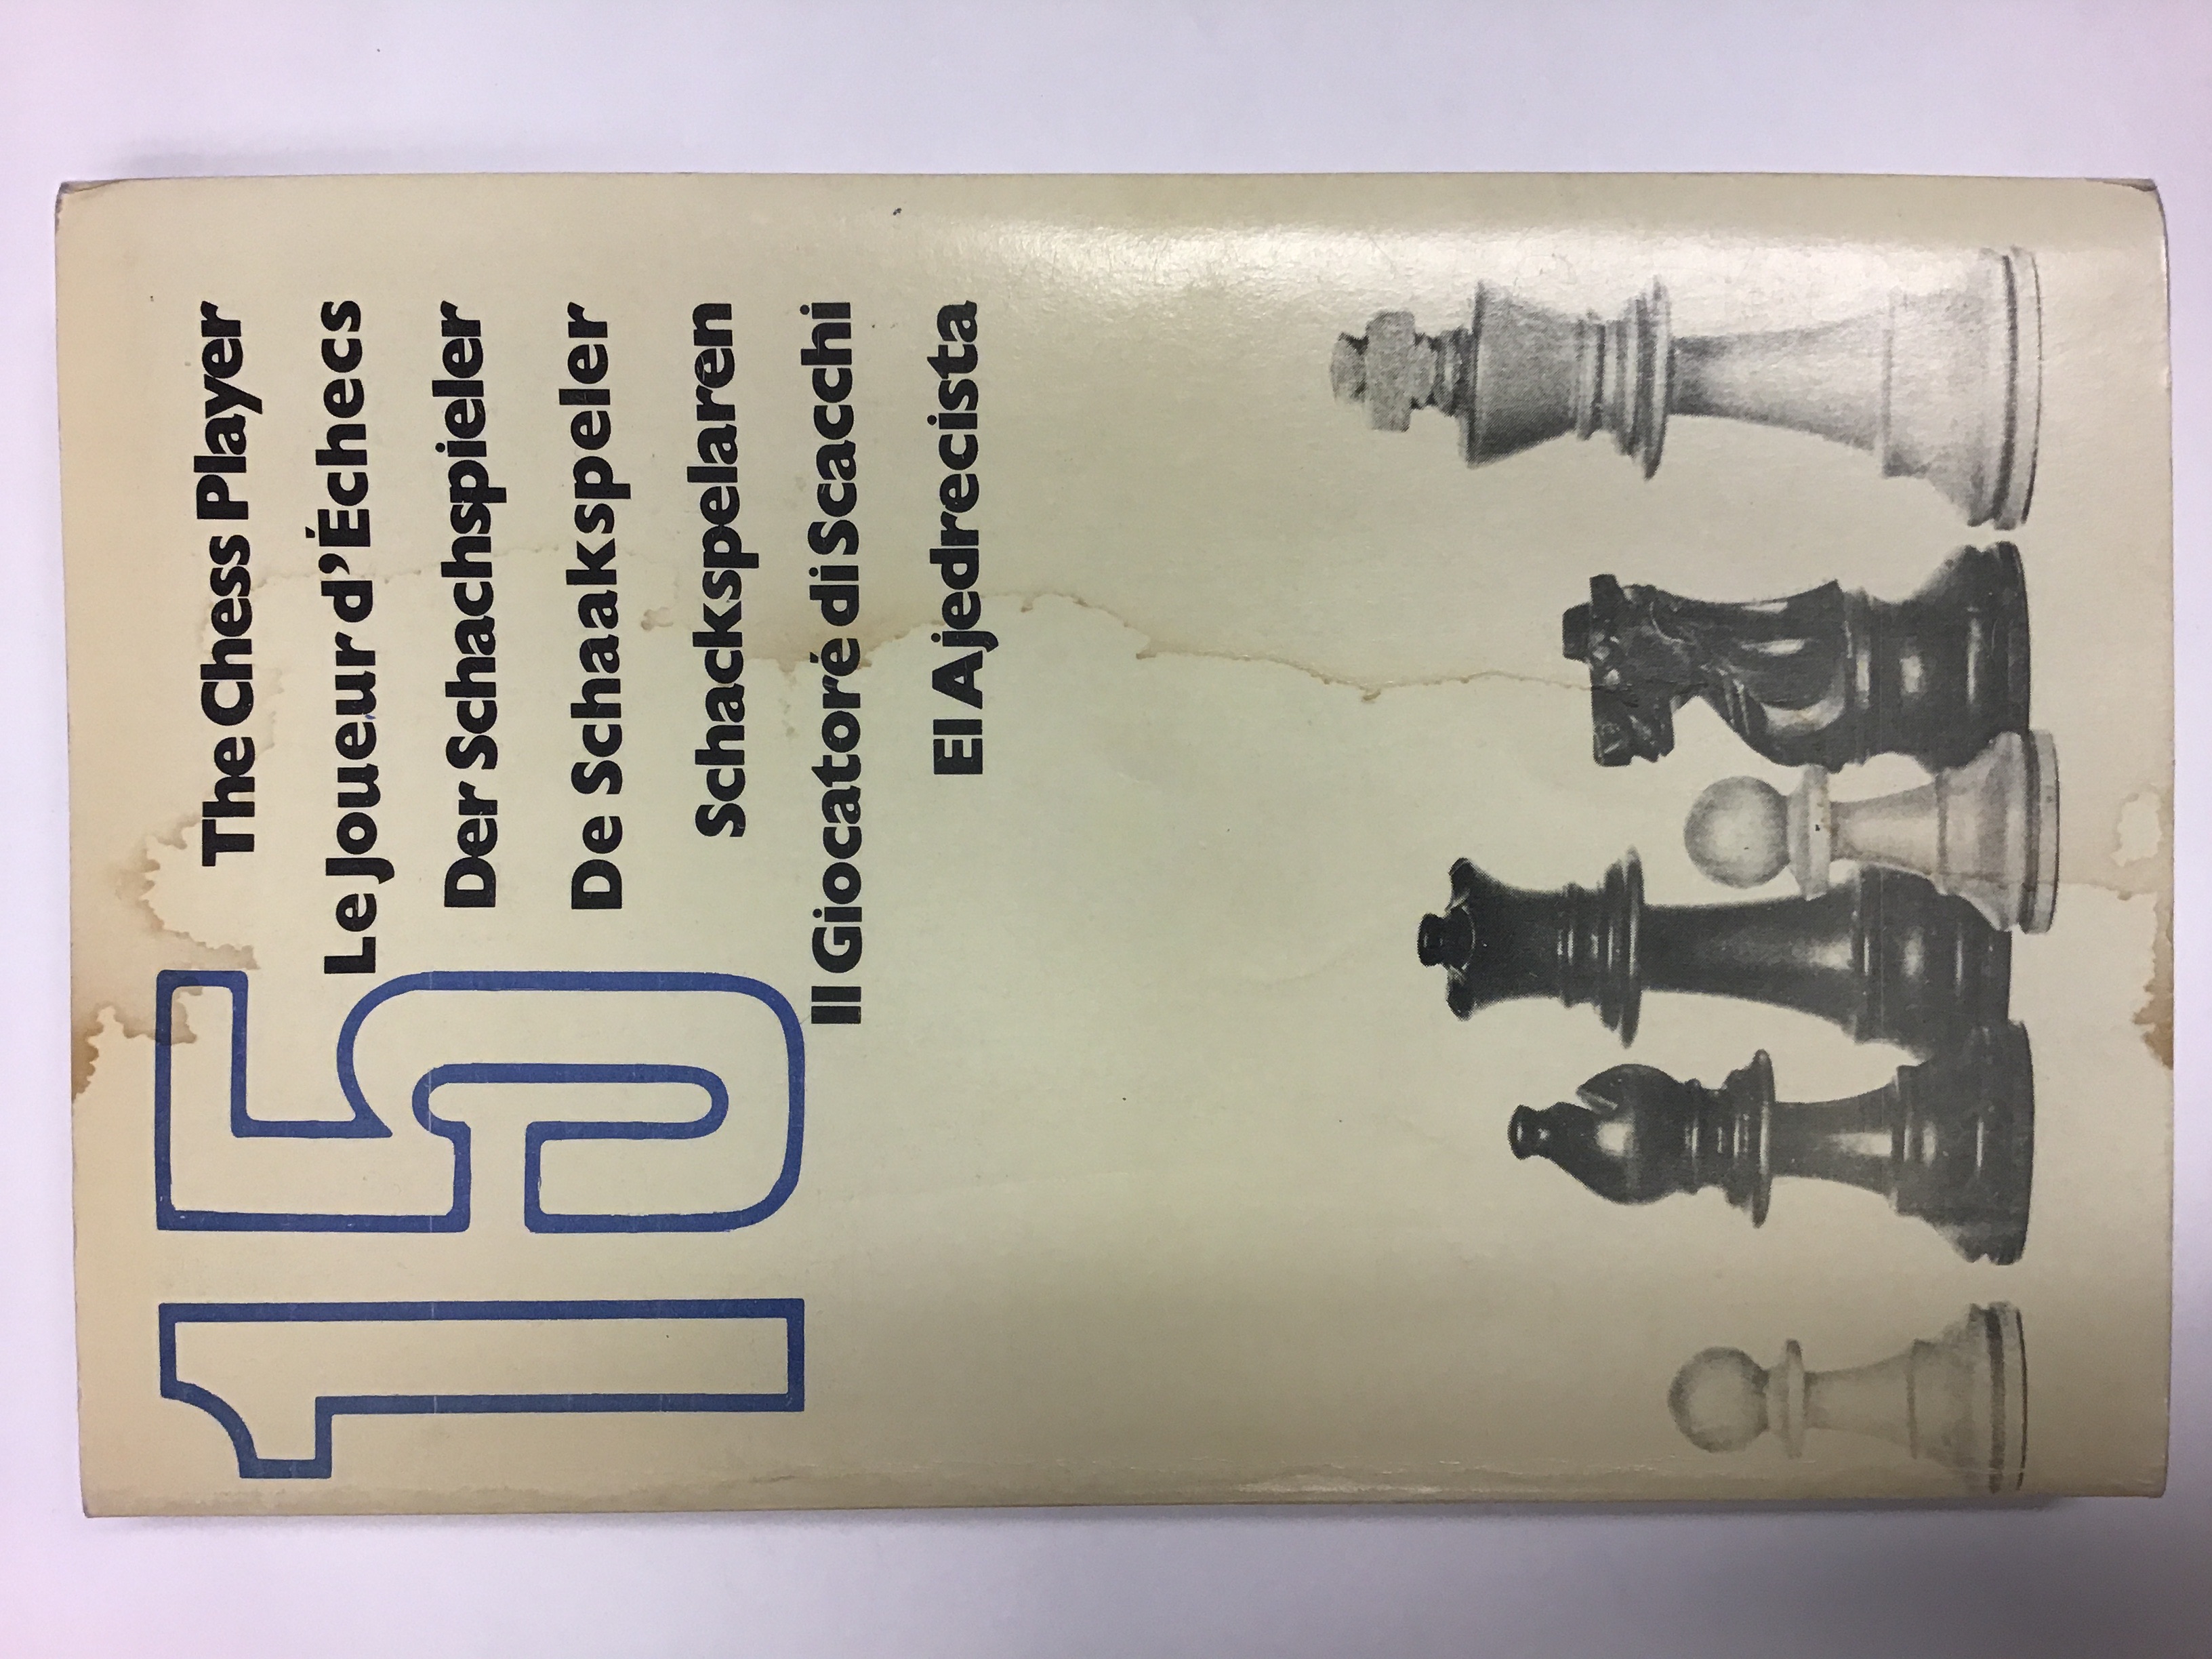 15
The Chess Player
Le Joueur d'Échecs
Der Schachspieler
De Schaakspeler
Schackspelaren
Il Giocatoré di Scacchi
El Ajedrecista